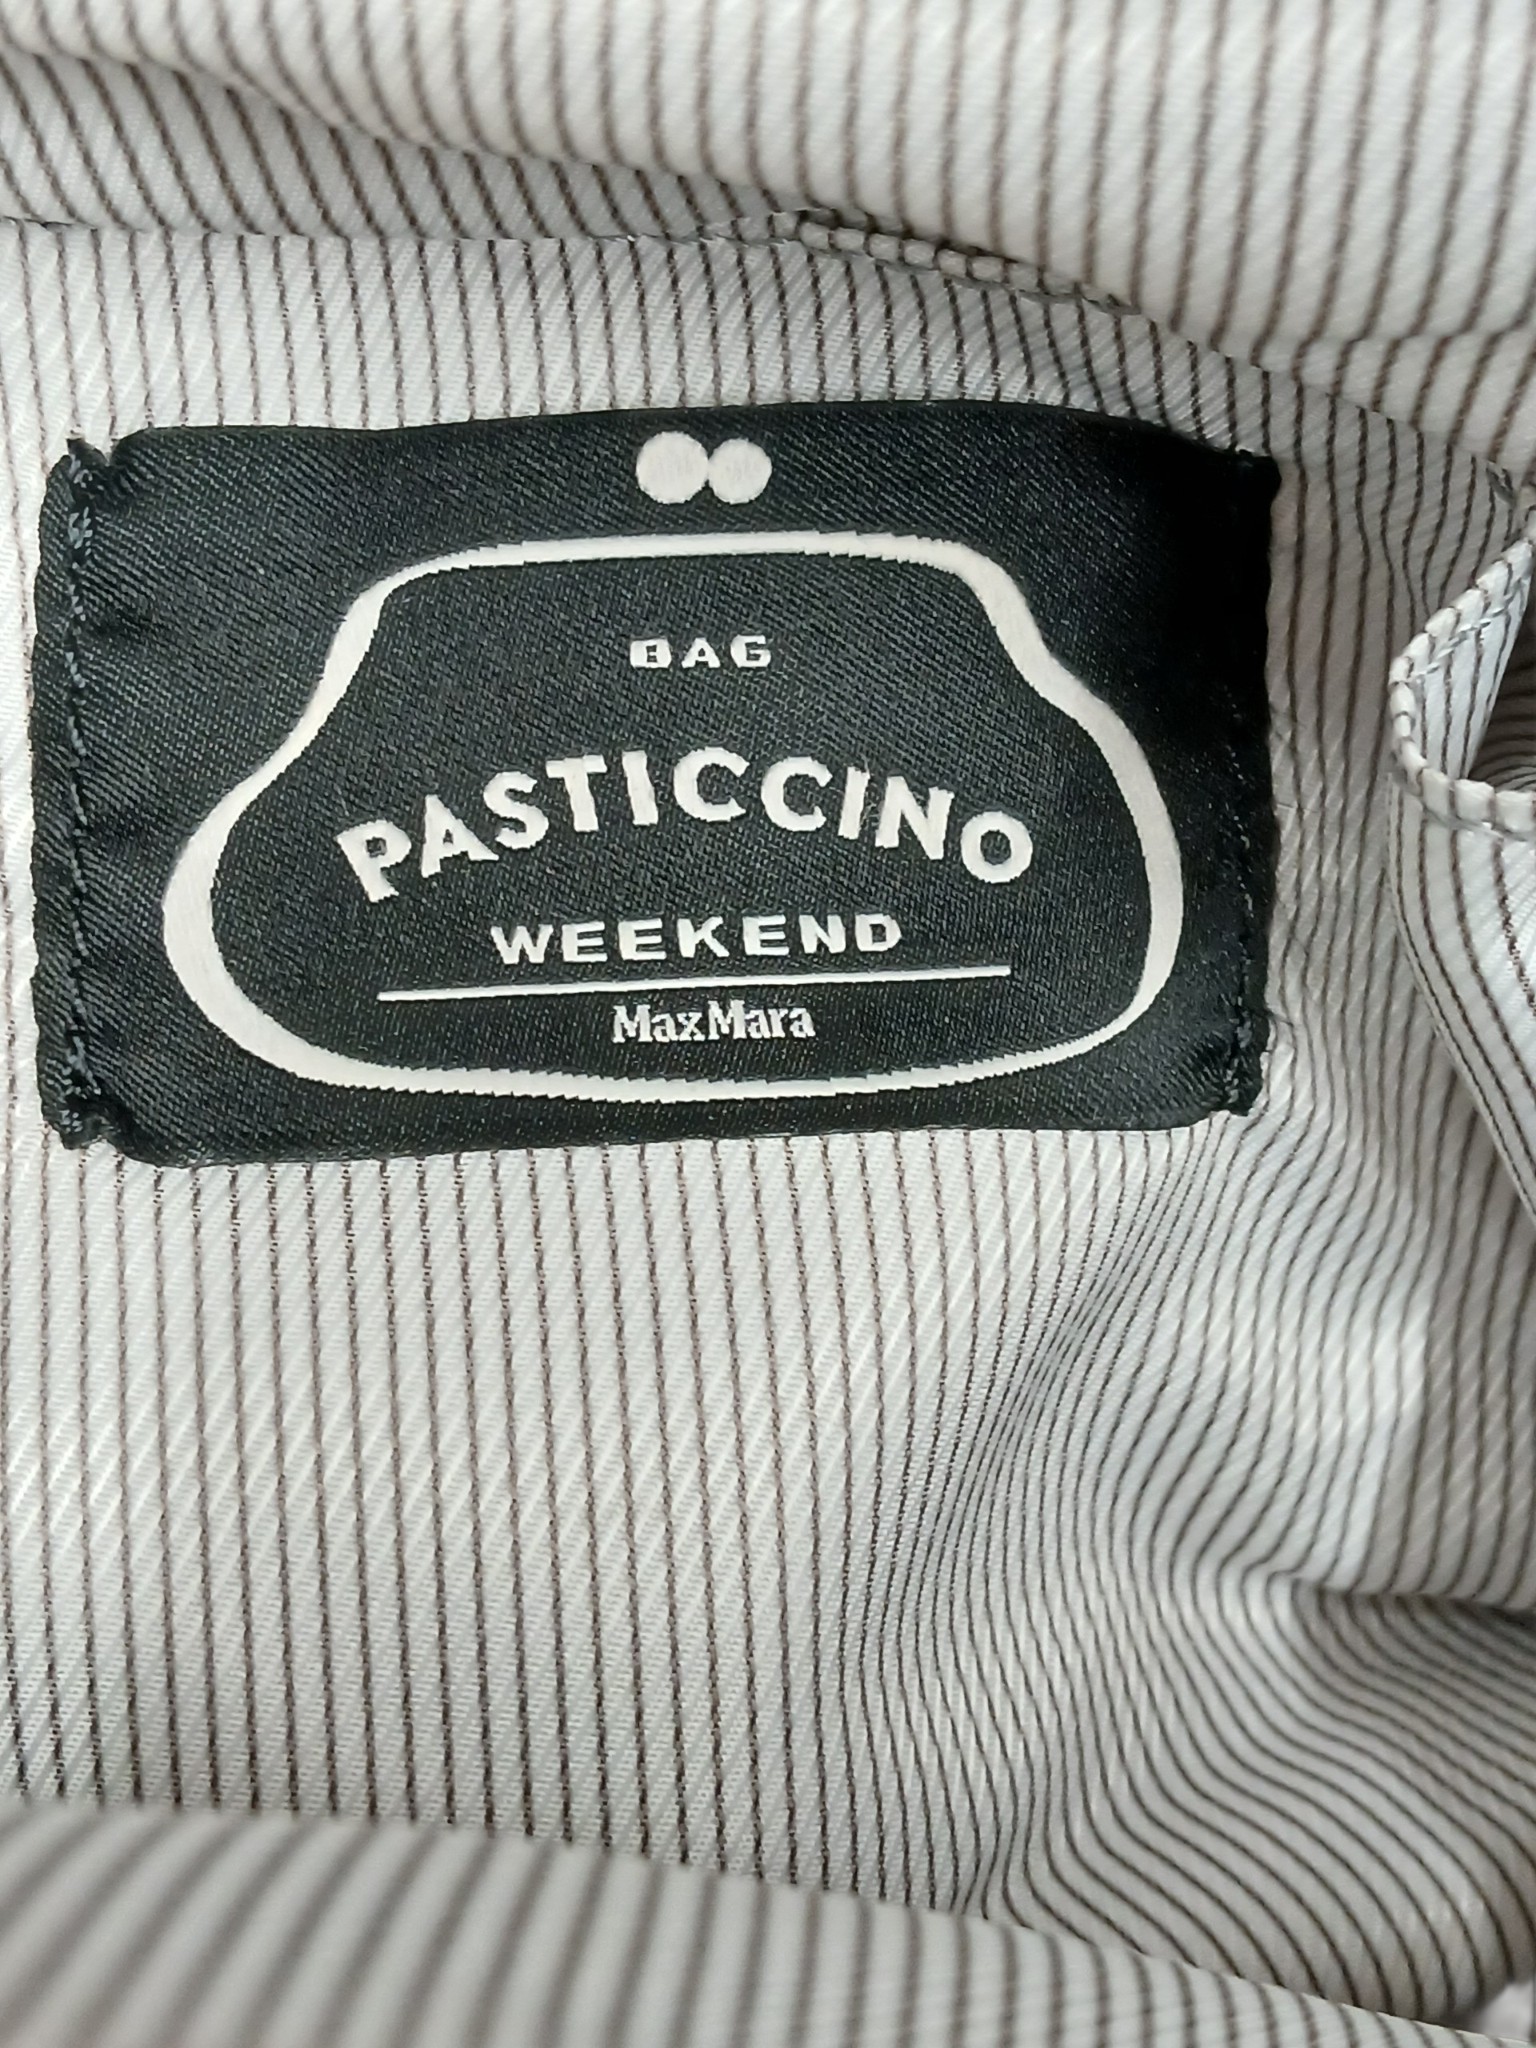 BAG
PASTICCINO
WEEKEND
MaxMara